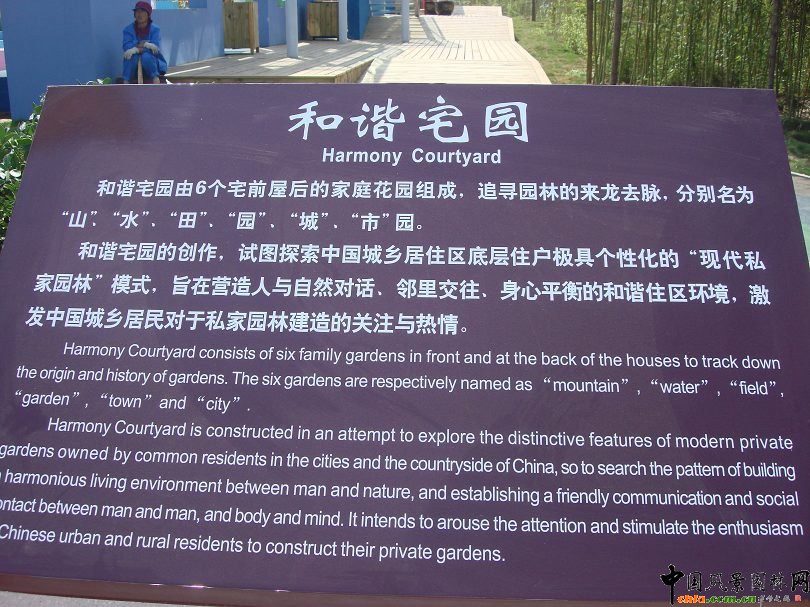 和谐宅园
Harmony Courtyard
和谐宅园由6个宅前屋后的家庭花园组成，追寻园林的来龙去脉，分别名为
“山”、“水”、“田”、“园”、“城”、“市”园。
和谐宅园的创作，试图探索中国城乡居住区底层住户极具个性化的“现代私
家园林”模式，旨在营造人与自然对话、邻里交往、身心平衡的和谐住区环境，激
发中国城乡居民对于私家园林建造的关注与热情。
Harmony Courtyard consists of six family gardens in front and at the back of the houses to track down
the origin and history of gardens. The six gardens are respectively named as “mountain”, “water”, “field”,
“garden”, “town” and “city”.
Harmony Courtyard is constructed in an attempt to explore the distinctive features of modern private
gardens owned by common residents in the cities and the countryside of China, so to search the pattern of building
harmonious living environment between man and nature, and establishing a friendly communication and social
ontact between man and man, and body and mind. It intends to arouse the attention and stimulate the enthusiasm
Chinese urban and rural residents to construct their private gardens.
中国风景园林网